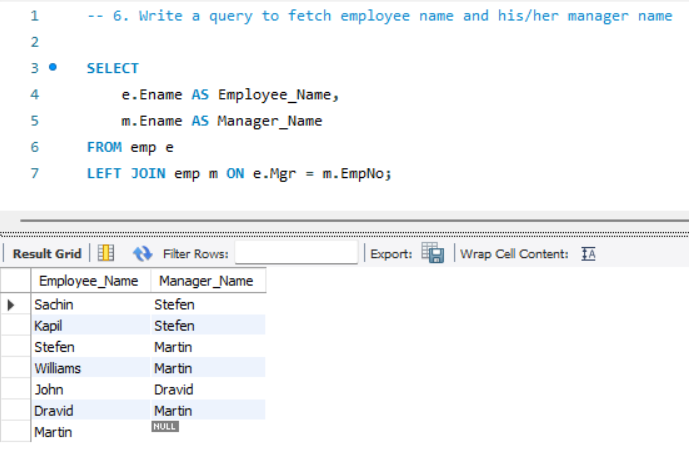 1 -- 6. Write a query to fetch employee name and his/her manager name
2
3 SELECT
4 e.Ename AS Employee_Name,
5 m.Ename AS Manager_Name
6 FROM emp e
7 LEFT JOIN emp m ON e.Mgr = m.EmpNo;
Result Grid Filter Rows: Export: Wrap Cell Content: IA
Employee_Name Manager_Name
Sachin Stefen
Kapil Stefen
Stefen Martin
Williams Martin
John Dravid
Dravid Martin
Martin NULL